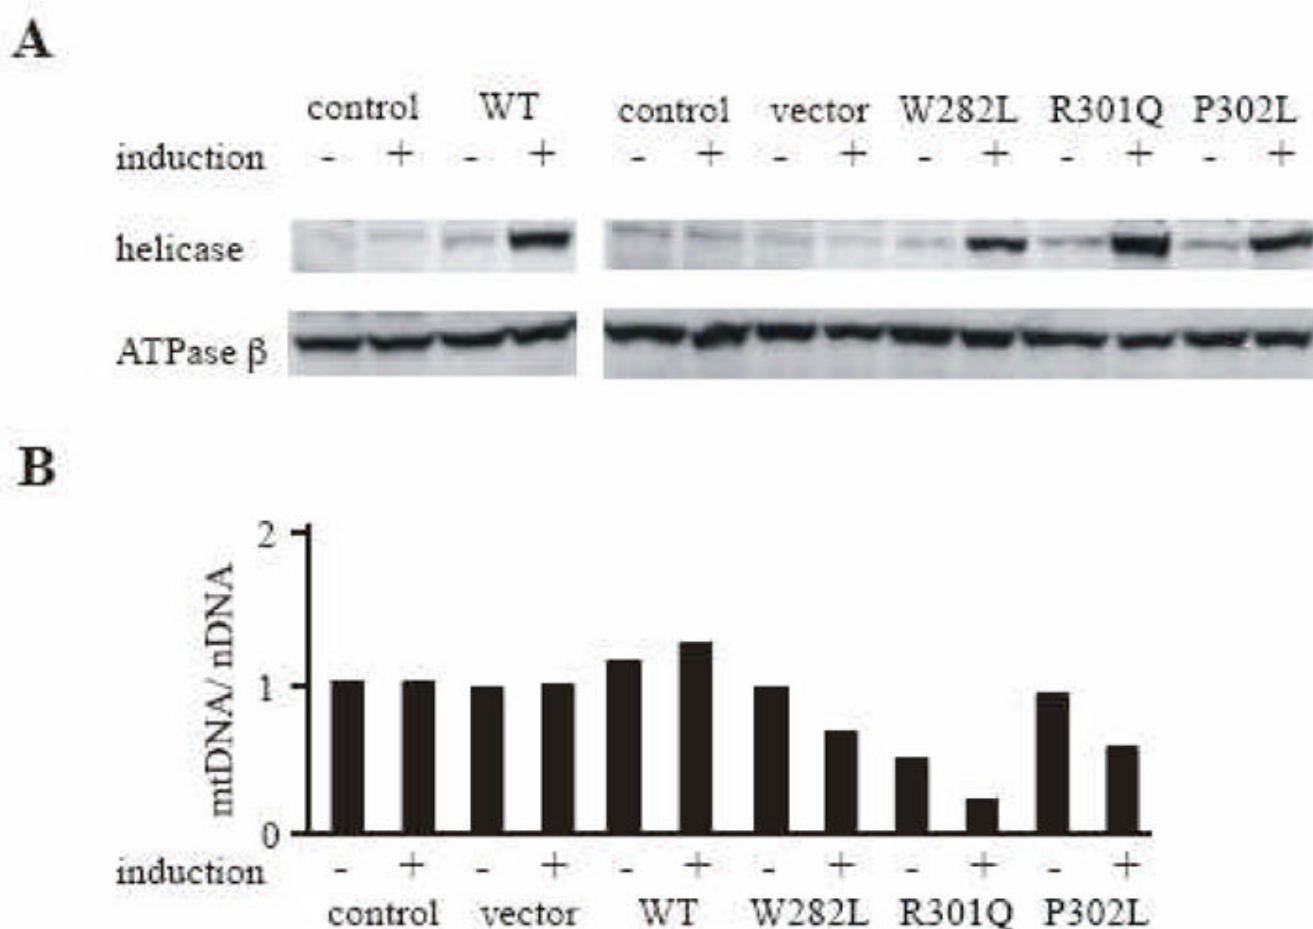 A
control WT control vector W282L R301Q P302L
induction - + - + - + - + - + - + - +
helicase
ATPase β
B
2
1
0
mtDNA/ nDNA
induction - + - + - + - + - + - +
control vector WT W282L R301Q P302L